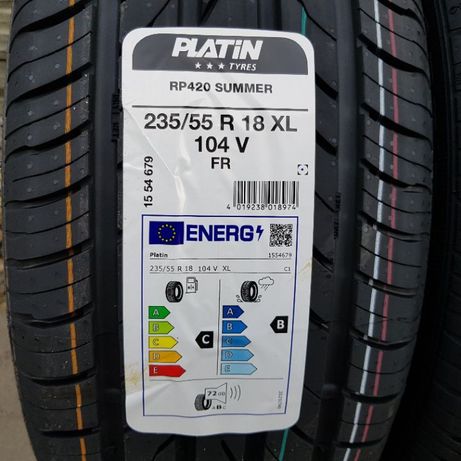 PLATiN
★★★ TYRES
RP420 SUMMER
235/55 R 18 XL
104 V
FR
15 54 679
4 019238 018974
ENERG
Platin 1554679
235/55 R 18 104 V XL C1
A A
B B B
C C C
D D
E E
72 dB
A B C